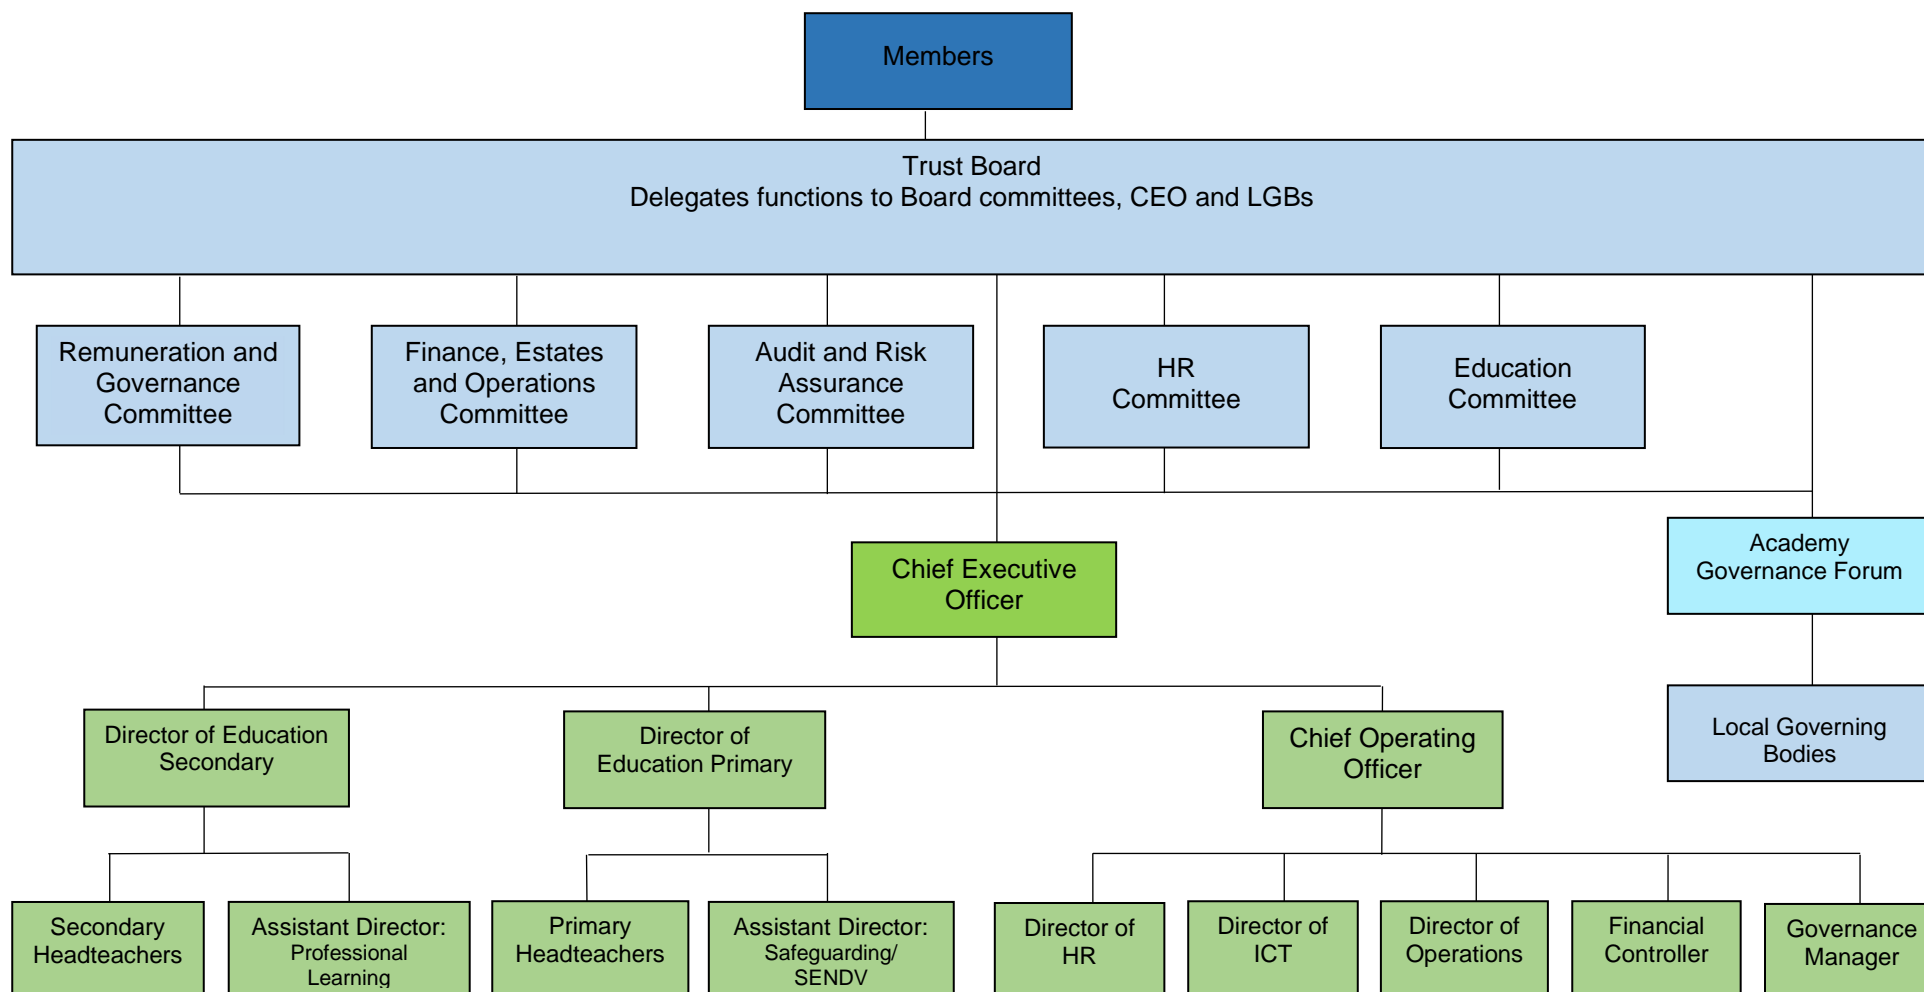 Members
Trust Board
Delegates functions to Board committees, CEO and LGBs
Remuneration and
Governance
Committee
Finance, Estates
and Operations
Committee
Audit and Risk
Assurance
Committee
HR
Committee
Education
Committee
Chief Executive
Officer
Academy
Governance Forum
Director of Education
Secondary
Director of
Education Primary
Chief Operating
Officer
Local Governing
Bodies
Secondary
Headteachers
Assistant Director:
Professional
Learning
Primary
Headteachers
Assistant Director:
Safeguarding/
SENDV
Director of
HR
Director of
ICT
Director of
Operations
Financial
Controller
Governance
Manager